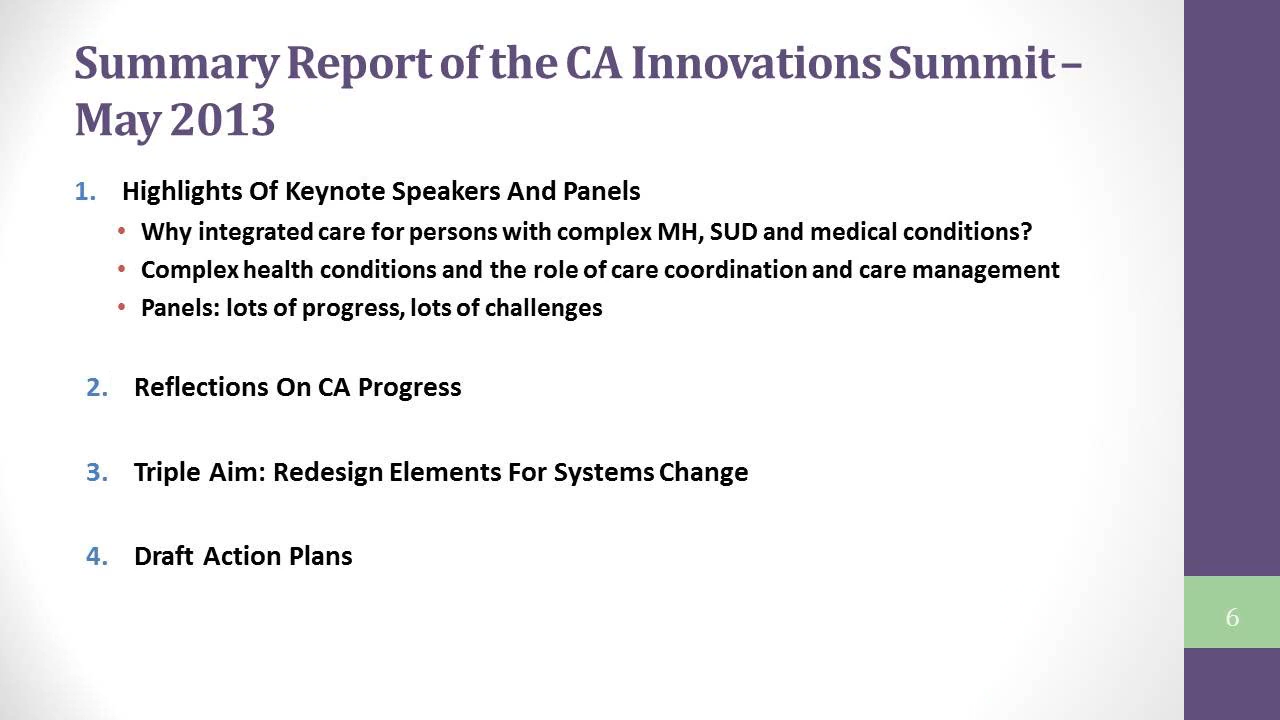 Summary Report of the CA Innovations Summit –
May 2013
1. Highlights Of Keynote Speakers And Panels
• Why integrated care for persons with complex MH, SUD and medical conditions?
• Complex health conditions and the role of care coordination and care management
• Panels: lots of progress, lots of challenges
2. Reflections On CA Progress
3. Triple Aim: Redesign Elements For Systems Change
4. Draft Action Plans
6